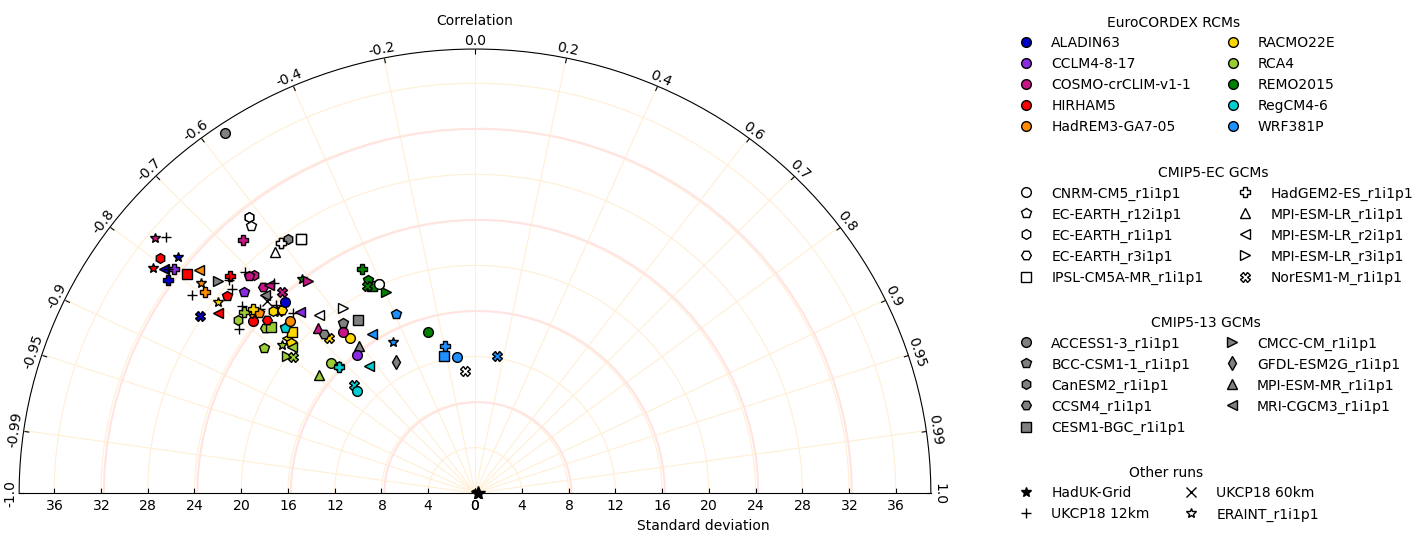 Correlation
-1.0
-0.99
-0.95
-0.9
-0.8
-0.7
-0.6
-0.4
-0.2
0.0
0.2
0.4
0.6
0.7
0.8
0.9
0.95
0.99
1.0
36 32 28 24 20 16 12 8 4 0 4 8 12 16 20 24 28 32 36
Standard deviation
EuroCORDEX RCMs
ALADIN63
CCLM4-8-17
COSMO-crCLIM-v1-1
HIRHAM5
HadREM3-GA7-05
RACMO22E
RCA4
REMO2015
RegCM4-6
WRF381P
CMIP5-EC GCMs
CNRM-CM5_r1i1p1
EC-EARTH_r12i1p1
EC-EARTH_r1i1p1
EC-EARTH_r3i1p1
IPSL-CM5A-MR_r1i1p1
HadGEM2-ES_r1i1p1
MPI-ESM-LR_r1i1p1
MPI-ESM-LR_r2i1p1
MPI-ESM-LR_r3i1p1
NorESM1-M_r1i1p1
CMIP5-13 GCMs
ACCESS1-3_r1i1p1
BCC-CSM1-1_r1i1p1
CanESM2_r1i1p1
CCSM4_r1i1p1
CESM1-BGC_r1i1p1
CMCC-CM_r1i1p1
GFDL-ESM2G_r1i1p1
MPI-ESM-MR_r1i1p1
MRI-CGCM3_r1i1p1
Other runs
HadUK-Grid
UKCP18 12km
UKCP18 60km
ERAINT_r1i1p1